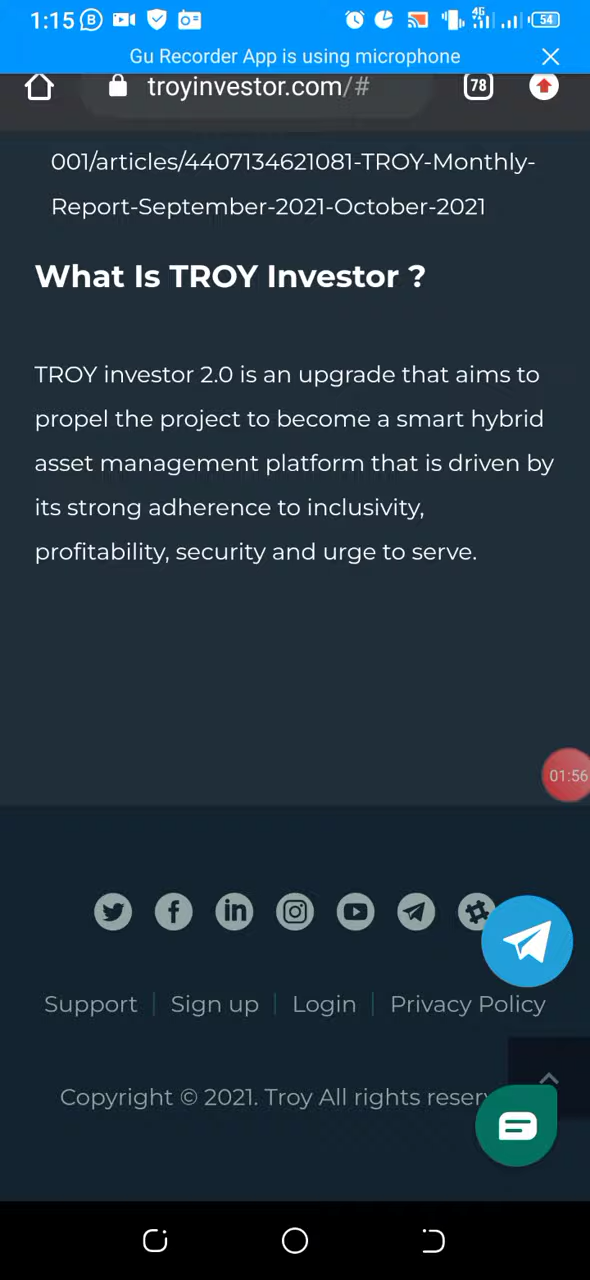 1:15
4G
54
Gu Recorder App is using microphone
troyinvestor.com/#
78
001/articles/4407134621081-TROY-Monthly-
Report-September-2021-October-2021
What Is TROY Investor ?
TROY investor 2.0 is an upgrade that aims to
propel the project to become a smart hybrid
asset management platform that is driven by
its strong adherence to inclusivity,
profitability, security and urge to serve.
01:56
Support | Sign up | Login | Privacy Policy
Copyright © 2021. Troy All rights reserv